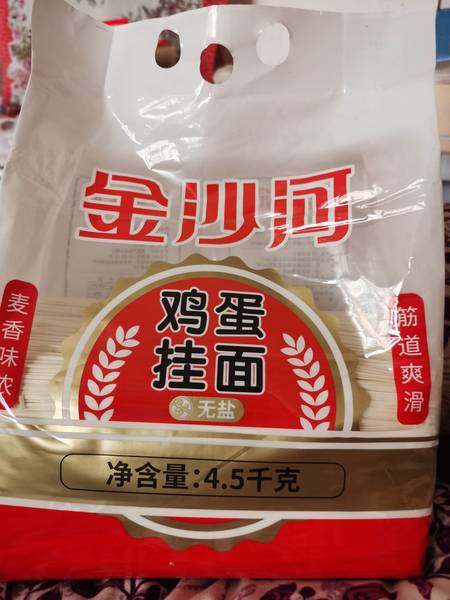 金沙河
鸡蛋
挂面
无盐
麦香味浓
筋道爽滑
净含量:4.5千克